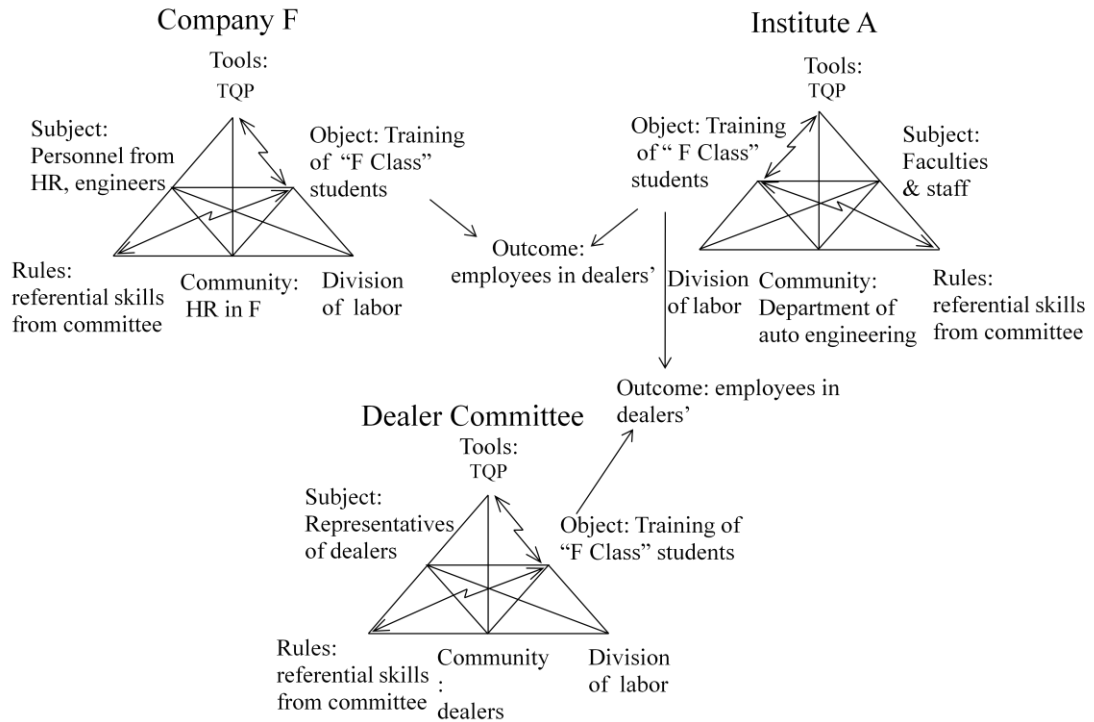 Company F
Tools:
TQP
Subject:
Personnel from
HR, engineers
Object: Training
of “F Class”
students
Rules:
referential skills
from committee
Community:
HR in F
Division
of labor
Outcome:
employees in dealers’
Institute A
Tools:
TQP
Object: Training
of “ F Class”
students
Subject:
Faculties
& staff
Division
of labor
Community:
Department of
auto engineering
Rules:
referential skills
from committee
Outcome: employees in
dealers’
Dealer Committee
Tools:
TQP
Subject:
Representatives
of dealers
Object: Training of
“F Class” students
Rules:
referential skills
from committee
Community
:
dealers
Division
of labor